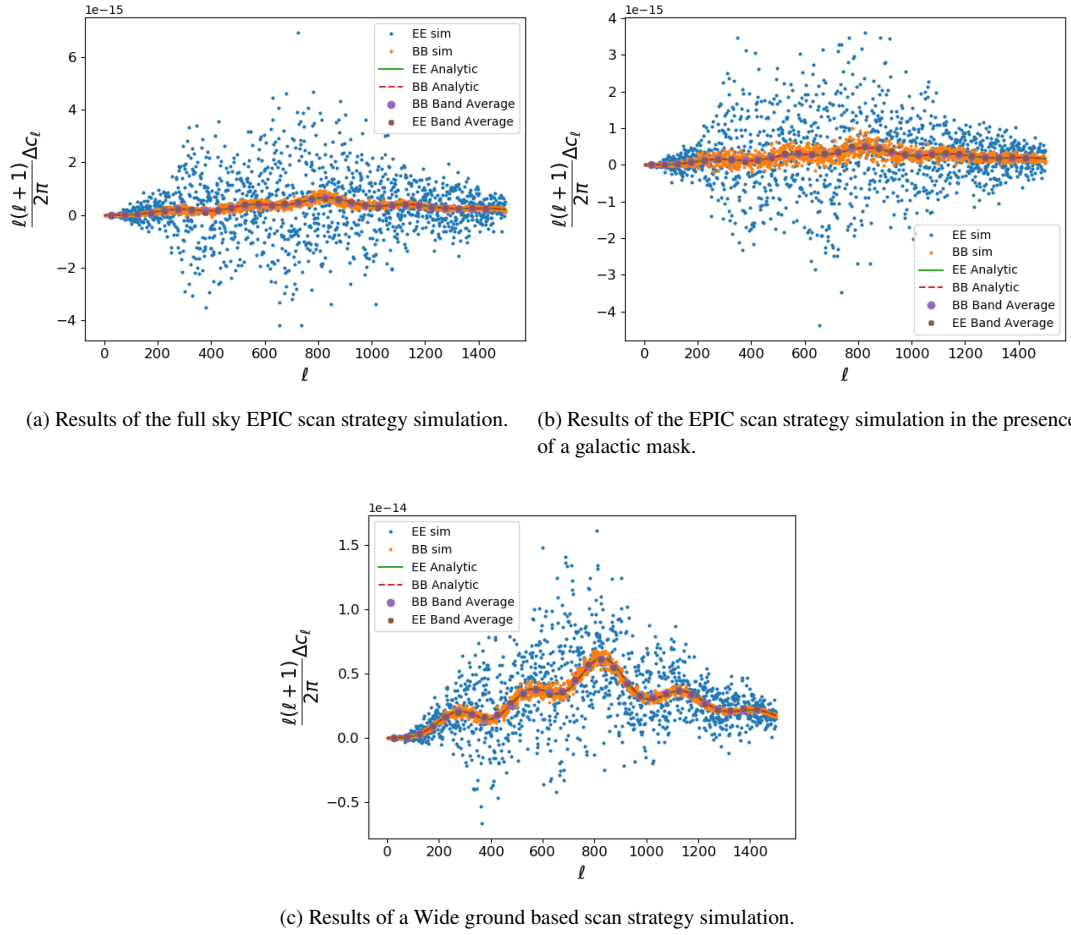 1e−15
6
4
2
0
−2
−4
0 200 400 600 800 1000 1200 1400
ℓ
ℓ(ℓ + 1)/2π Δcℓ
EE sim
BB sim
EE Analytic
BB Analytic
BB Band Average
EE Band Average
(a) Results of the full sky EPIC scan strategy simulation.
1e−15
4
3
2
1
0
−1
−2
−3
−4
0 200 400 600 800 1000 1200 1400
ℓ
ℓ(ℓ + 1)/2π Δcℓ
EE sim
BB sim
EE Analytic
BB Analytic
BB Band Average
EE Band Average
(b) Results of the EPIC scan strategy simulation in the presence
of a galactic mask.
1e−14
1.5
1.0
0.5
0.0
−0.5
0 200 400 600 800 1000 1200 1400
ℓ
ℓ(ℓ + 1)/2π Δcℓ
EE sim
BB sim
EE Analytic
BB Analytic
BB Band Average
EE Band Average
(c) Results of a Wide ground based scan strategy simulation.